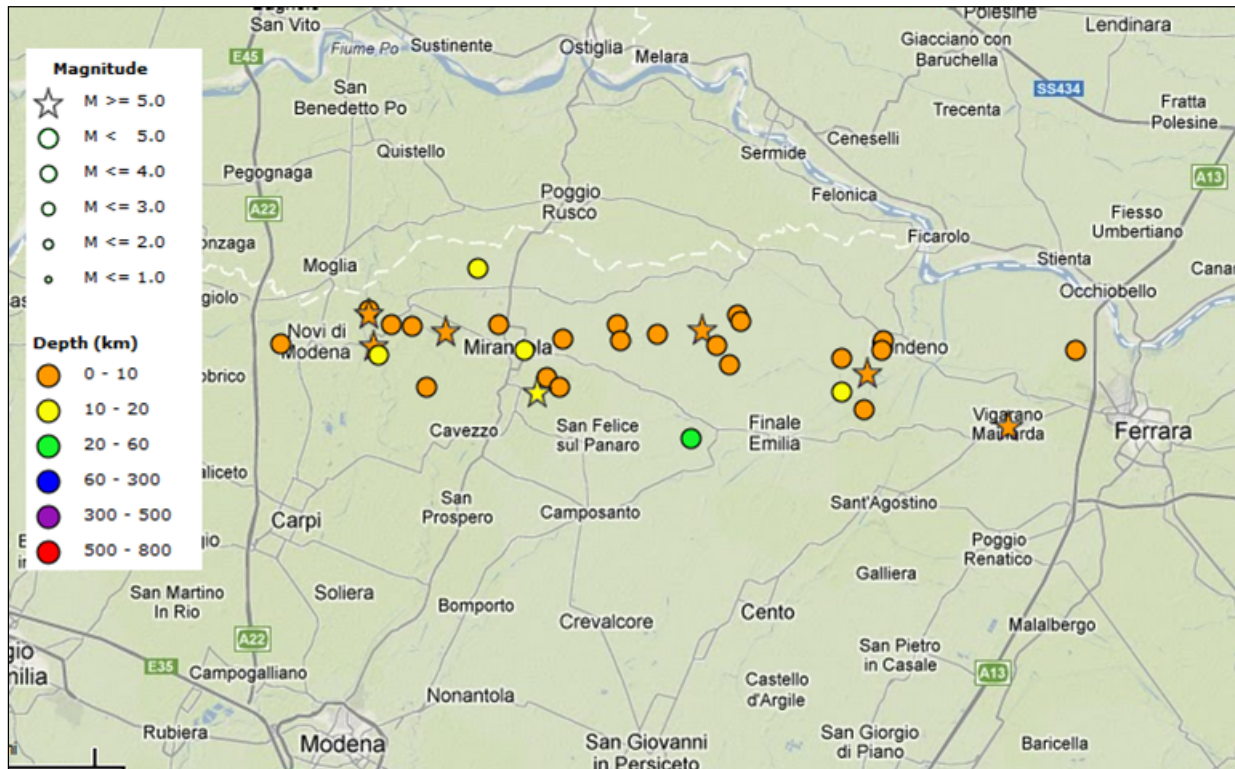 San Vito
Polesine
Lendinara
E45
Fiume Po
Sustinente
Ostiglia
Melara
Giacciano con
Baruchella
SS434
Magnitude
M >= 5.0
M < 5.0
M <= 4.0
M <= 3.0
M <= 2.0
M <= 1.0
San
Benedetto Po
Trecenta
Fratta
Polesine
Quistello
Sermide
Ceneselli
Pegognaga
A13
A22
Poggio
Rusco
Felonica
Fiesso
Umbertiano
Ficarolo
Stienta
Moglia
Occhiobello
Depth (km)
0 - 10
10 - 20
20 - 60
60 - 300
300 - 500
500 - 800
Novi di
Modena
Vigarano
Mainarda
Ferrara
Cavezzo
San Felice
sul Panaro
Finale
Emilia
San
Prospero
Camposanto
Sant'Agostino
Carpi
Poggio
Renatico
Galliera
San Martino
In Rio
Soliera
Bomporto
Crevalcore
Cento
Malalbergo
A22
San Pietro
in Casale
E35
Campogalliano
A13
Nonantola
Castello
d'Argile
Rubiera
Modena
San Giovanni
in Persiceto
San Giorgio
di Piano
Baricella